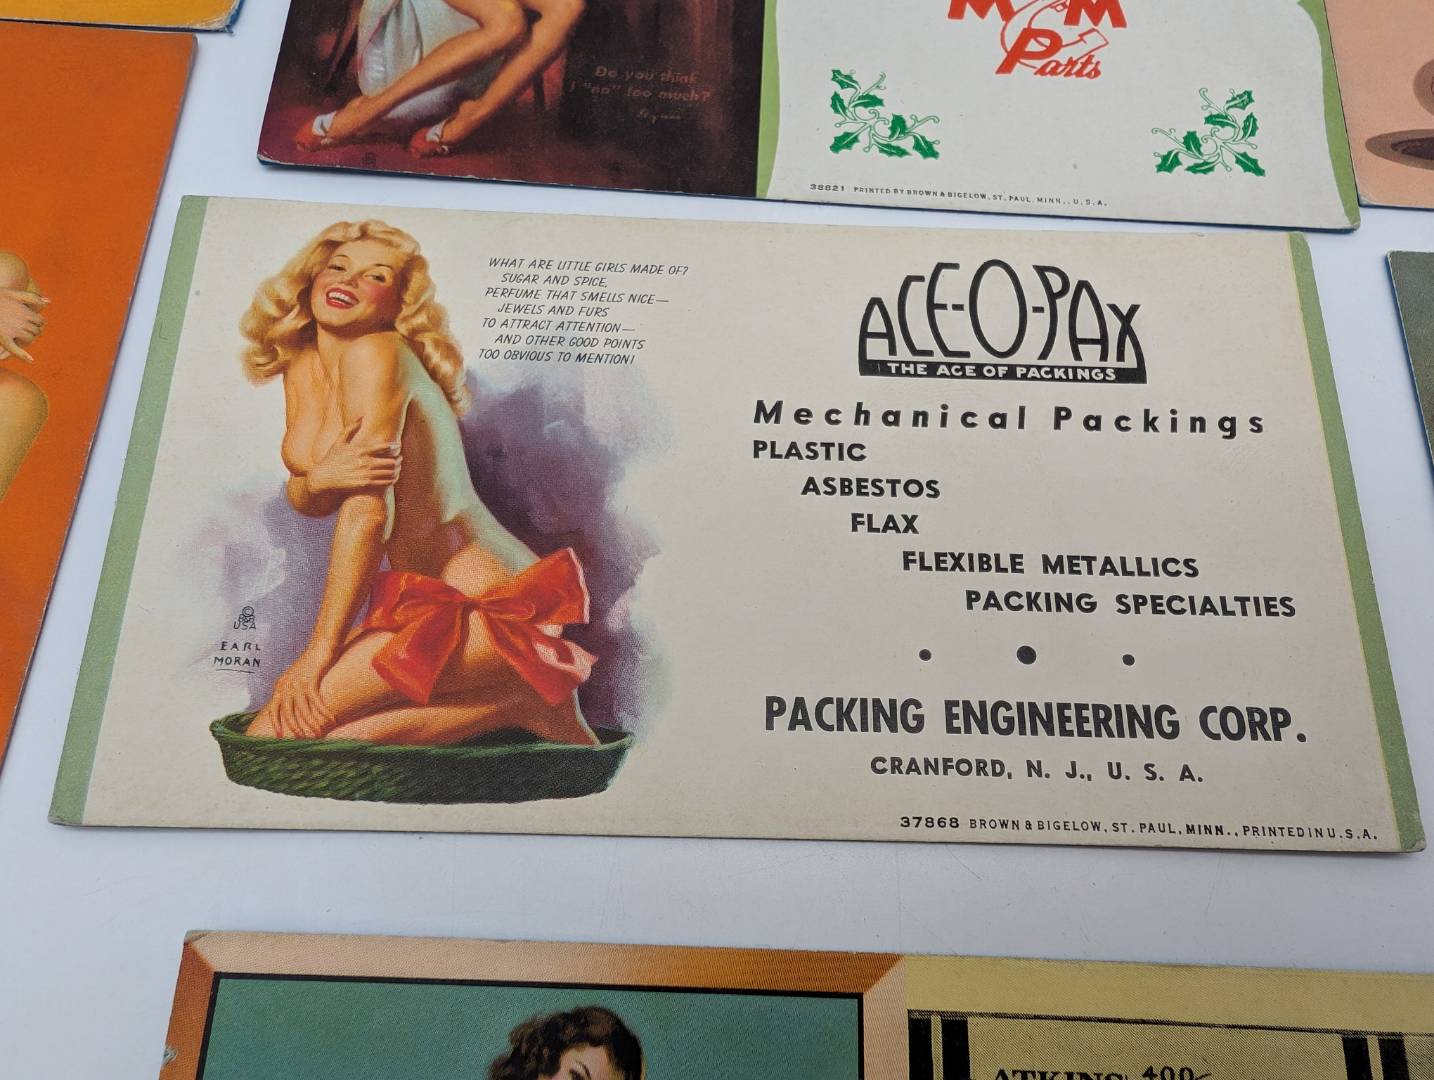 M M
Parts
Do you think
I "no" too much?
38821 PRINTED BY BROWN & BIGELOW, ST. PAUL, MINN., U.S.A.
WHAT ARE LITTLE GIRLS MADE OF?
SUGAR AND SPICE,
PERFUME THAT SMELLS NICE—
JEWELS AND FURS
TO ATTRACT ATTENTION—
AND OTHER GOOD POINTS
TOO OBVIOUS TO MENTION!
© B&B
USA
EARL
MORAN
ACE-O-PAX
THE ACE OF PACKINGS
Mechanical Packings
PLASTIC
ASBESTOS
FLAX
FLEXIBLE METALLICS
PACKING SPECIALTIES
PACKING ENGINEERING CORP.
CRANFORD, N. J., U. S. A.
37868 BROWN & BIGELOW, ST. PAUL, MINN., PRINTED IN U.S.A.
ATKINS 400